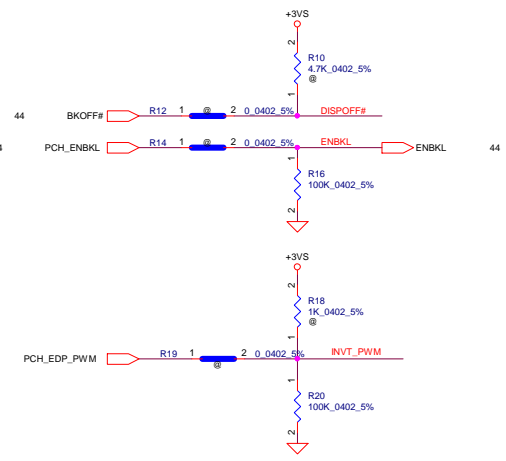 +3VS
2
R10
4.7K_0402_5%
@
1
44 BKOFF# R12 1 @ 2 0_0402_5% DISPOFF#
4 PCH_ENBKL R14 1 @ 2 0_0402_5% ENBKL ENBKL 44
1
R16
100K_0402_5%
2
+3VS
2
R18
1K_0402_5%
@
1
PCH_EDP_PWM R19 1 @ 2 0_0402_5% INVT_PWM
1
R20
100K_0402_5%
2